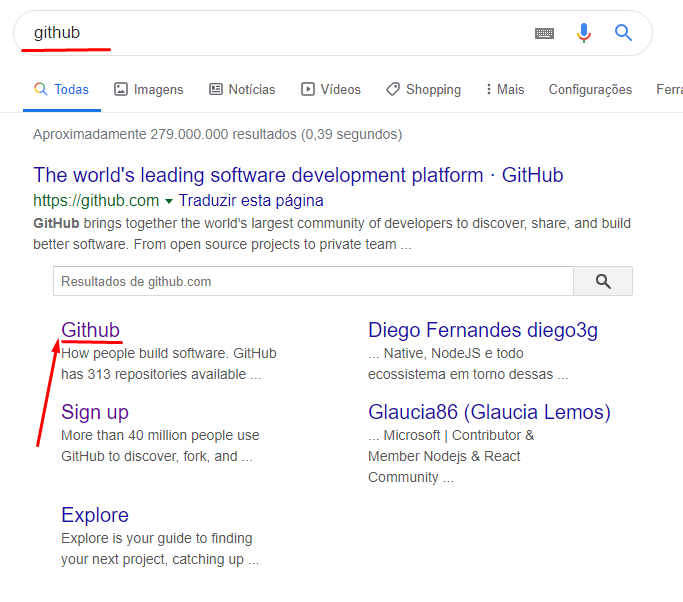 github
Todas Imagens Notícias Vídeos Shopping Mais Configurações Ferra
Aproximadamente 279.000.000 resultados (0,39 segundos)
The world's leading software development platform · GitHub
https://github.com Traduzir esta página
GitHub brings together the world's largest community of developers to discover, share, and build
better software. From open source projects to private team ...
Resultados de github.com
Github
How people build software. GitHub
has 313 repositories available ...
Diego Fernandes diego3g
... Native, NodeJS e todo
ecossistema em torno dessas ...
Sign up
More than 40 million people use
GitHub to discover, fork, and ...
Glaucia86 (Glaucia Lemos)
... Microsoft | Contributor &
Member Nodejs & React
Community ...
Explore
Explore is your guide to finding
your next project, catching up ...